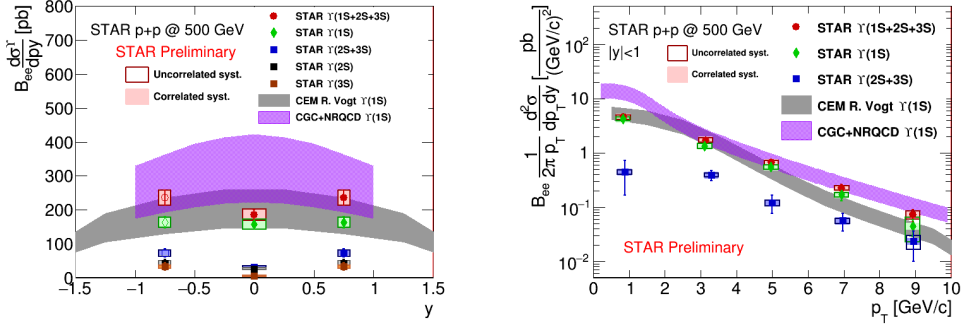 B_ee dσ^ϒ/dpy [pb]
800
700
600
500
400
300
200
100
0
STAR p+p @ 500 GeV
STAR Preliminary
Uncorrelated syst.
Correlated syst.
STAR ϒ(1S+2S+3S)
STAR ϒ(1S)
STAR ϒ(2S+3S)
STAR ϒ(2S)
STAR ϒ(3S)
CEM R. Vogt ϒ(1S)
CGC+NRQCD ϒ(1S)
−1.5 −1 −0.5 0 0.5 1 1.5
y
B_ee 1/2π d²σ/p_T dp_T dy [pb/(GeV/c)²]
10²
10
1
10⁻¹
10⁻²
STAR p+p @ 500 GeV
|y|<1
Uncorrelated syst.
Correlated syst.
STAR ϒ(1S+2S+3S)
STAR ϒ(1S)
STAR ϒ(2S+3S)
CEM R. Vogt ϒ(1S)
CGC+NRQCD ϒ(1S)
STAR Preliminary
0 1 2 3 4 5 6 7 8 9 10
p_T [GeV/c]